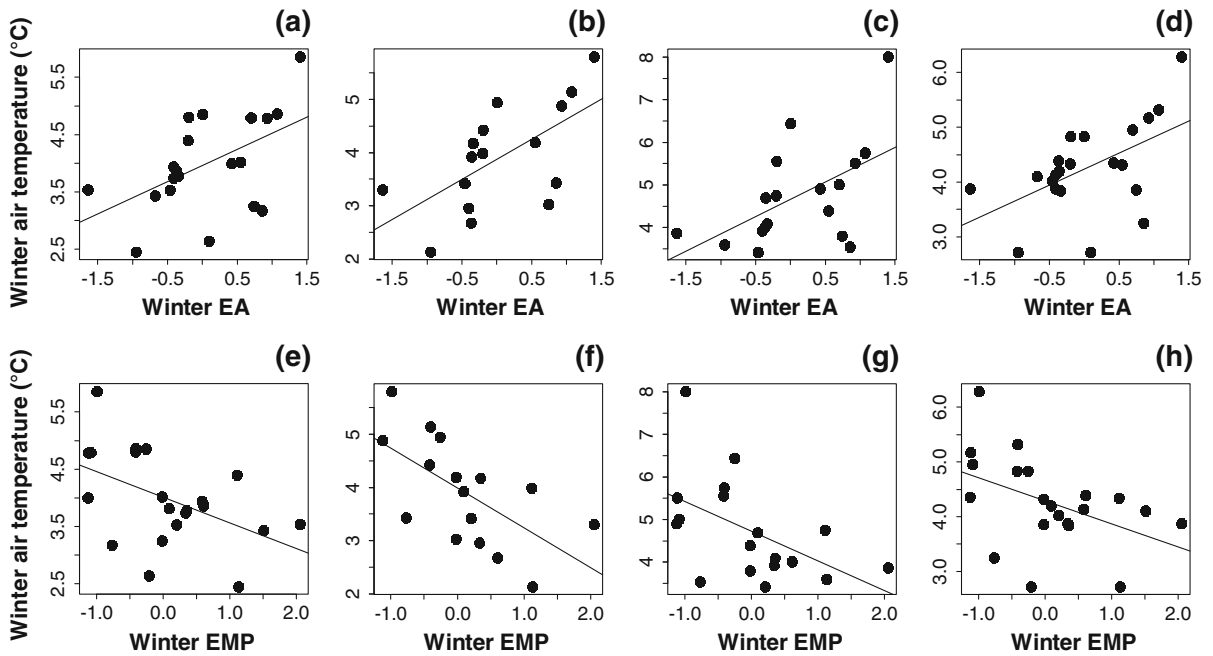 (a) (b) (c) (d)
Winter air temperature (°C)
2.5 3.5 4.5 5.5
2 3 4 5
4 5 6 7 8
3.0 4.0 5.0 6.0
-1.5 -0.5 0.5 1.5 -1.5 -0.5 0.5 1.5 -1.5 -0.5 0.5 1.5 -1.5 -0.5 0.5 1.5
Winter EA Winter EA Winter EA Winter EA
(e) (f) (g) (h)
Winter air temperature (°C)
2.5 3.5 4.5 5.5
2 3 4 5
4 5 6 7 8
3.0 4.0 5.0 6.0
-1.0 0.0 1.0 2.0 -1.0 0.0 1.0 2.0 -1.0 0.0 1.0 2.0 -1.0 0.0 1.0 2.0
Winter EMP Winter EMP Winter EMP Winter EMP